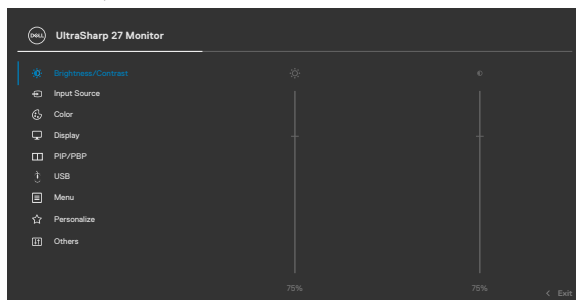 DELL UltraSharp 27 Monitor
Brightness/Contrast
Input Source
Color
Display
PIP/PBP
USB
Menu
Personalize
Others
75% 75%
< Exit